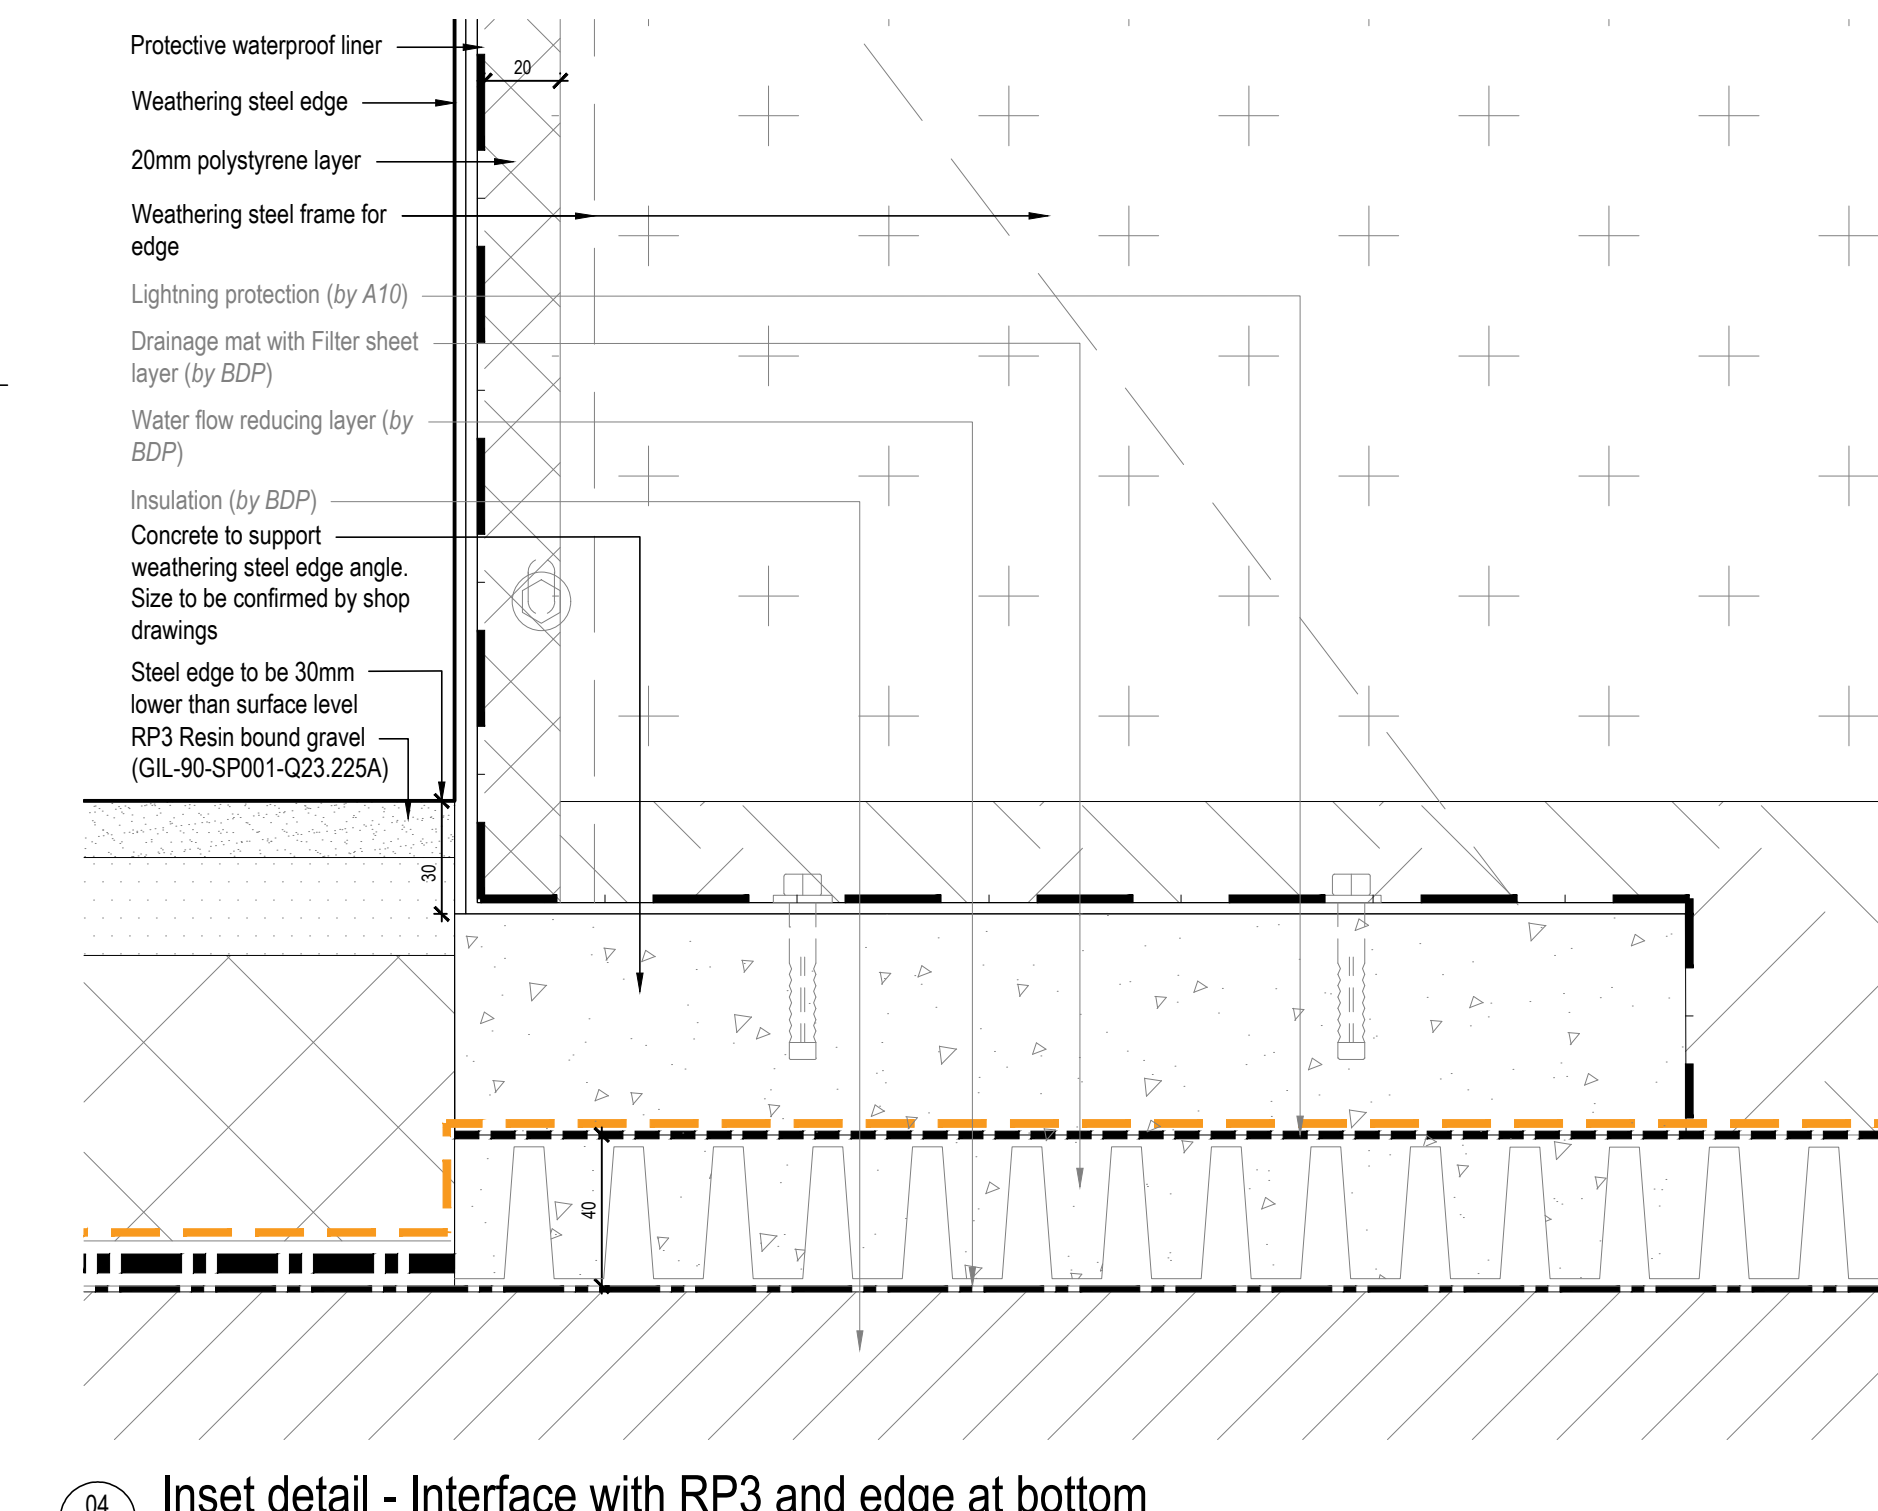 Protective waterproof liner
20
Weathering steel edge
20mm polystyrene layer
Weathering steel frame for
edge
Lightning protection (by A10)
Drainage mat with Filter sheet
layer (by BDP)
Water flow reducing layer (by
BDP)
Insulation (by BDP)
Concrete to support
weathering steel edge angle.
Size to be confirmed by shop
drawings
Steel edge to be 30mm
lower than surface level
RP3 Resin bound gravel
(GIL-90-SP001-Q23.225A)
30
40
04
Inset detail - Interface with RP3 and edge at bottom